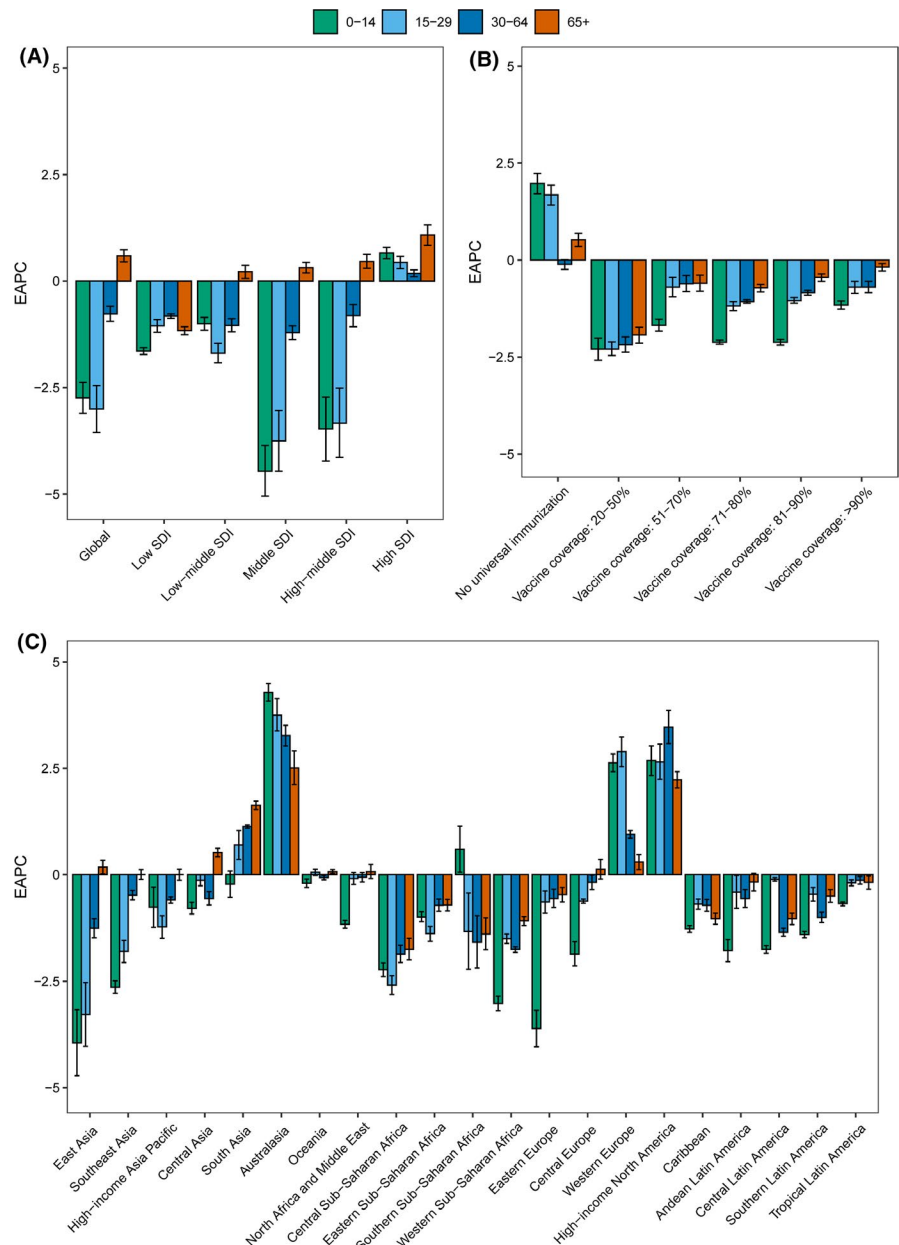 0−14 15−29 30−64 65+
(A)
5
2.5
0
−2.5
−5
EAPC
Global
Low SDI
Low−middle SDI
Middle SDI
High−middle SDI
High SDI
(B)
5
2.5
0
−2.5
−5
EAPC
No universal immunization
Vaccine coverage: 20−50%
Vaccine coverage: 51−70%
Vaccine coverage: 71−80%
Vaccine coverage: 81−90%
Vaccine coverage: >90%
(C)
5
2.5
0
−2.5
−5
EAPC
East Asia
Southeast Asia
High−income Asia Pacific
Central Asia
South Asia
Australasia
Oceania
North Africa and Middle East
Central Sub−Saharan Africa
Eastern Sub−Saharan Africa
Southern Sub−Saharan Africa
Western Sub−Saharan Africa
Eastern Europe
Central Europe
Western Europe
High−income North America
Caribbean
Andean Latin America
Central Latin America
Southern Latin America
Tropical Latin America